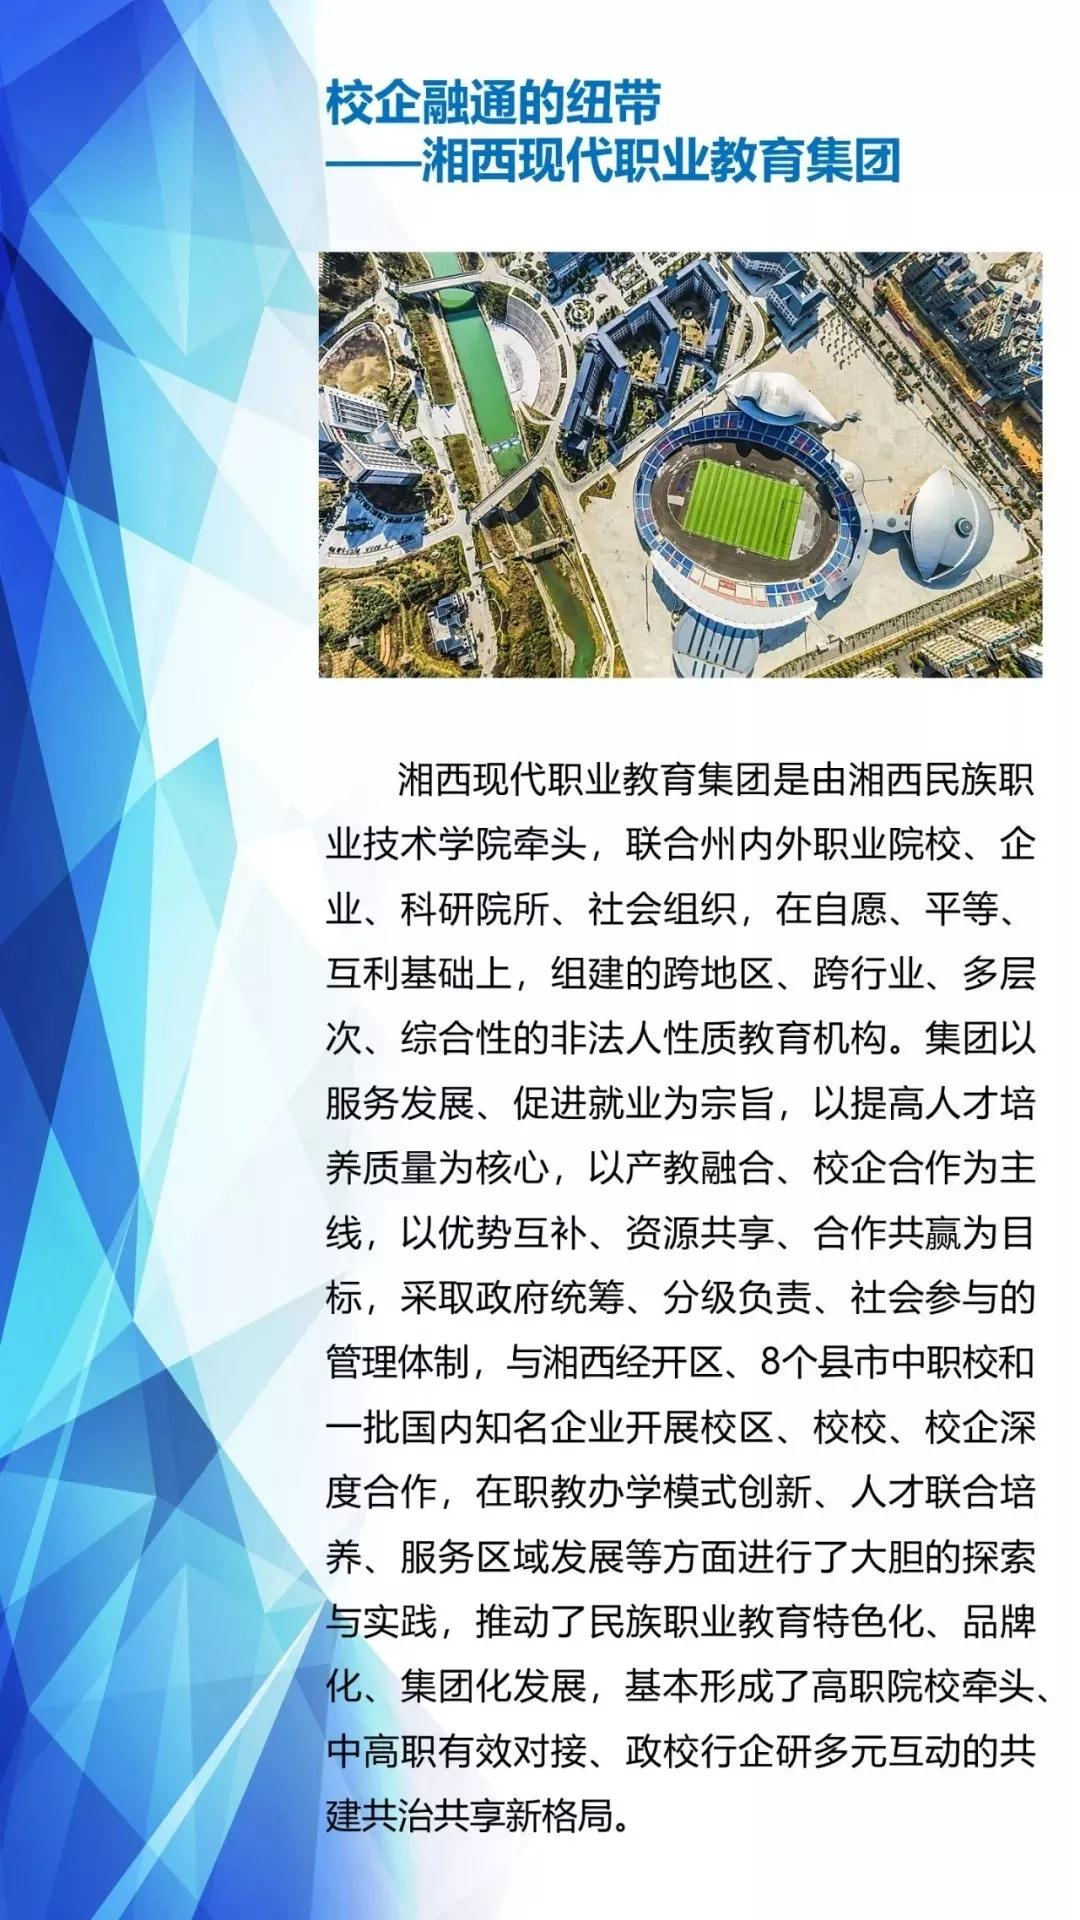 校企融通的纽带
——湘西现代职业教育集团
湘西现代职业教育集团是由湘西民族职
业技术学院牵头，联合州内外职业院校、企
业、科研院所、社会组织，在自愿、平等、
互利基础上，组建的跨地区、跨行业、多层
次、综合性的非法人性质教育机构。集团以
服务发展、促进就业为宗旨，以提高人才培
养质量为核心，以产教融合、校企合作为主
线，以优势互补、资源共享、合作共赢为目
标，采取政府统筹、分级负责、社会参与的
管理体制，与湘西经开区、8个县市中职校和
一批国内知名企业开展校区、校校、校企深
度合作，在职教办学模式创新、人才联合培
养、服务区域发展等方面进行了大胆的探索
与实践，推动了民族职业教育特色化、品牌
化、集团化发展，基本形成了高职院校牵头、
中高职有效对接、政校行企研多元互动的共
建共治共享新格局。